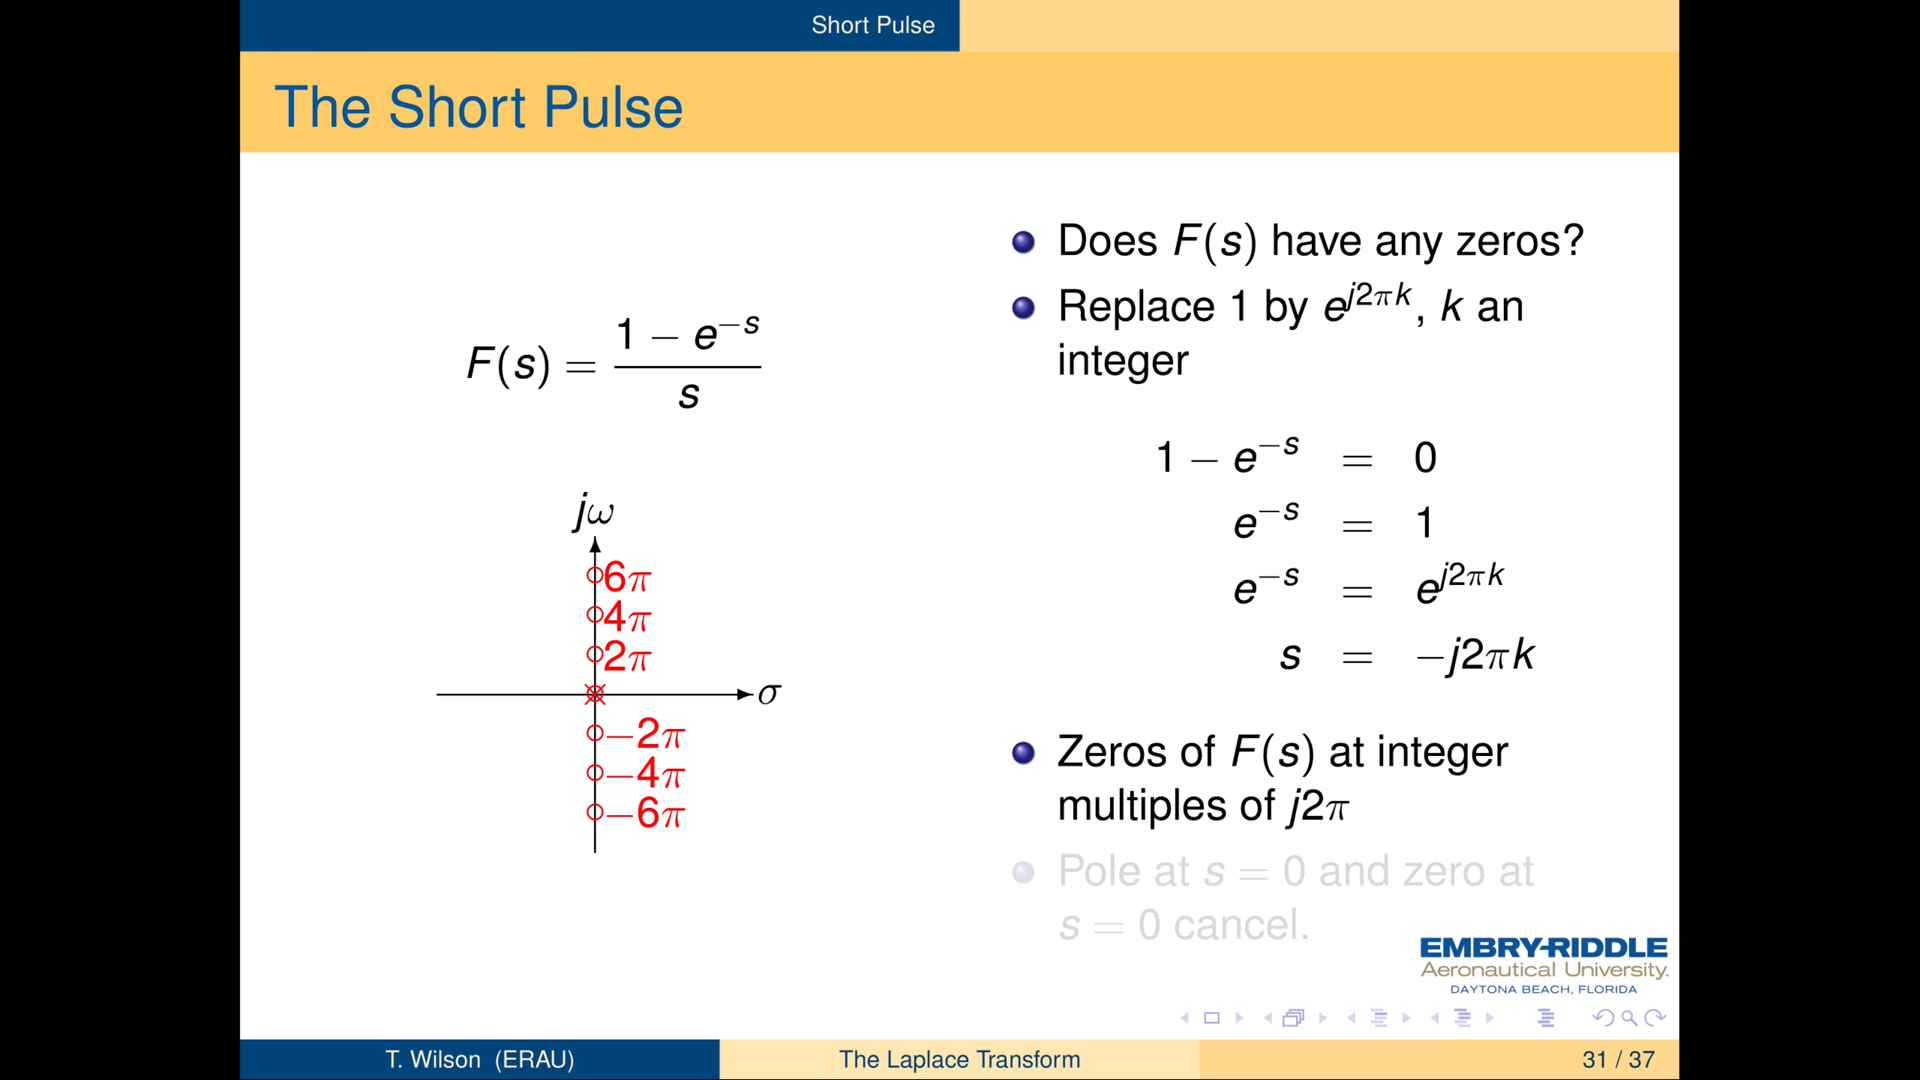 Short Pulse
The Short Pulse
F(s) = \frac{1 − e^{−s}}{s}
jω
6π
4π
2π
σ
−2π
−4π
−6π
Does F(s) have any zeros?
Replace 1 by e^{j2πk}, k an
integer
1 − e^{−s} = 0
e^{−s} = 1
e^{−s} = e^{j2πk}
s = −j2πk
Zeros of F(s) at integer
multiples of j2π
Pole at s = 0 and zero at
s = 0 cancel.
EMBRY-RIDDLE
Aeronautical University.
DAYTONA BEACH, FLORIDA
T. Wilson (ERAU)
The Laplace Transform
31 / 37